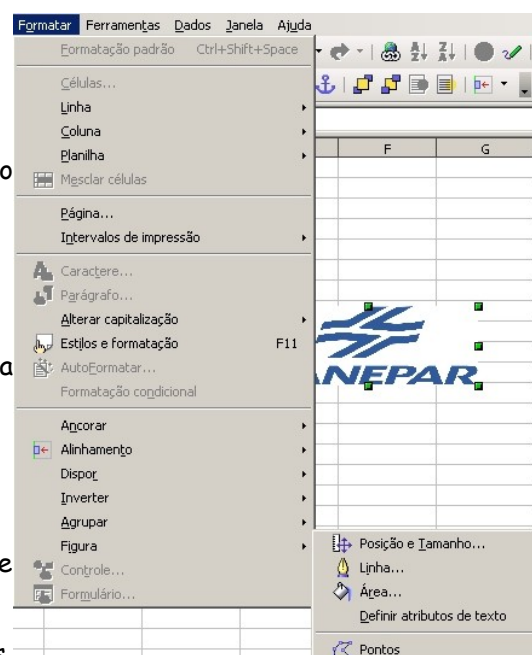 Formatar Ferramentas Dados Janela Ajuda
Formatação padrão Ctrl+Shift+Space
Células...
Linha
Coluna
Planilha
Mesclar células
Página...
Intervalos de impressão
Caractere...
Parágrafo...
Alterar capitalização
Estilos e formatação F11
AutoFormatar...
Formatação condicional
Ancorar
Alinhamento
Dispor
Inverter
Agrupar
Figura
Controle...
Formulário...
F G
ANEPAR
Posição e Tamanho...
Linha...
Área...
Definir atributos de texto
Pontos